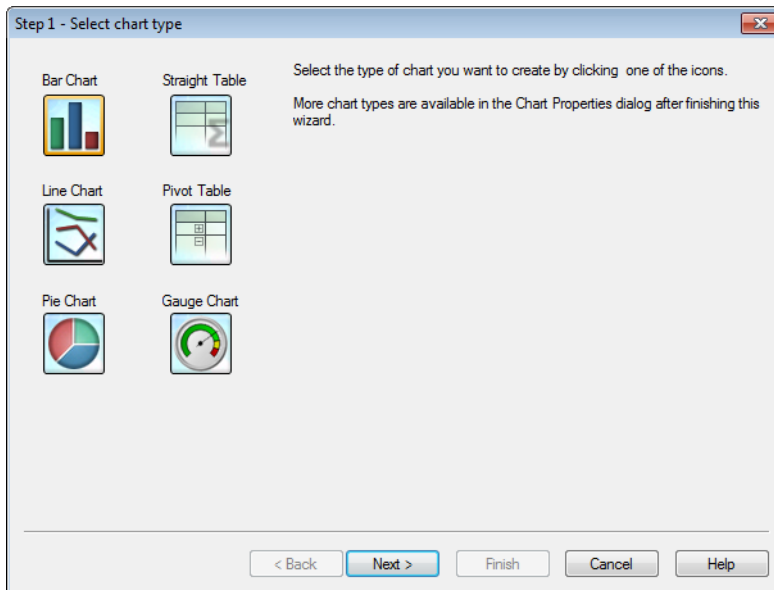 Step 1 - Select chart type
Bar Chart
Straight Table
Select the type of chart you want to create by clicking one of the icons.
More chart types are available in the Chart Properties dialog after finishing this
wizard.
Line Chart
Pivot Table
Pie Chart
Gauge Chart
< Back
Next >
Finish
Cancel
Help